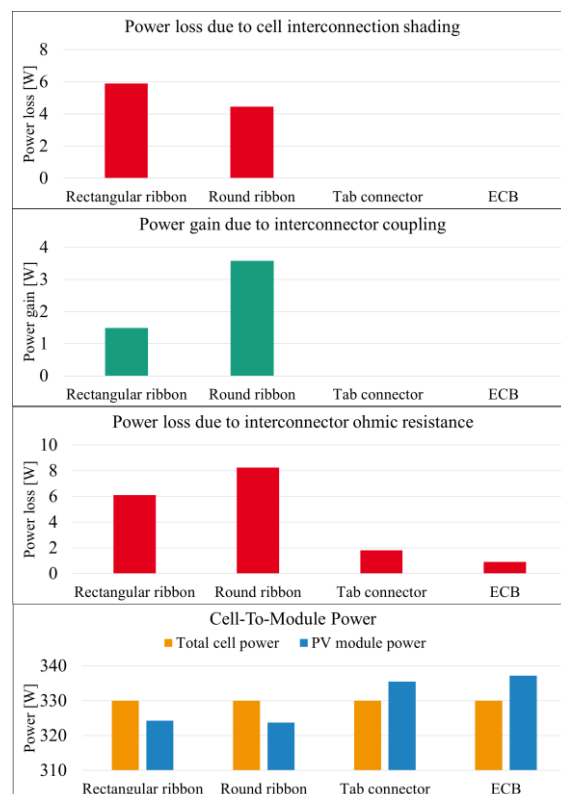 Power loss due to cell interconnection shading
Power loss [W]
8
6
4
2
0
Rectangular ribbon Round ribbon Tab connector ECB
Power gain due to interconnector coupling
Power gain [W]
4
3
2
1
0
Rectangular ribbon Round ribbon Tab connector ECB
Power loss due to interconnector ohmic resistance
Power loss [W]
10
8
6
4
2
0
Rectangular ribbon Round ribbon Tab connector ECB
Cell-To-Module Power
Total cell power PV module power
Power [W]
340
330
320
310
Rectangular ribbon Round ribbon Tab connector ECB